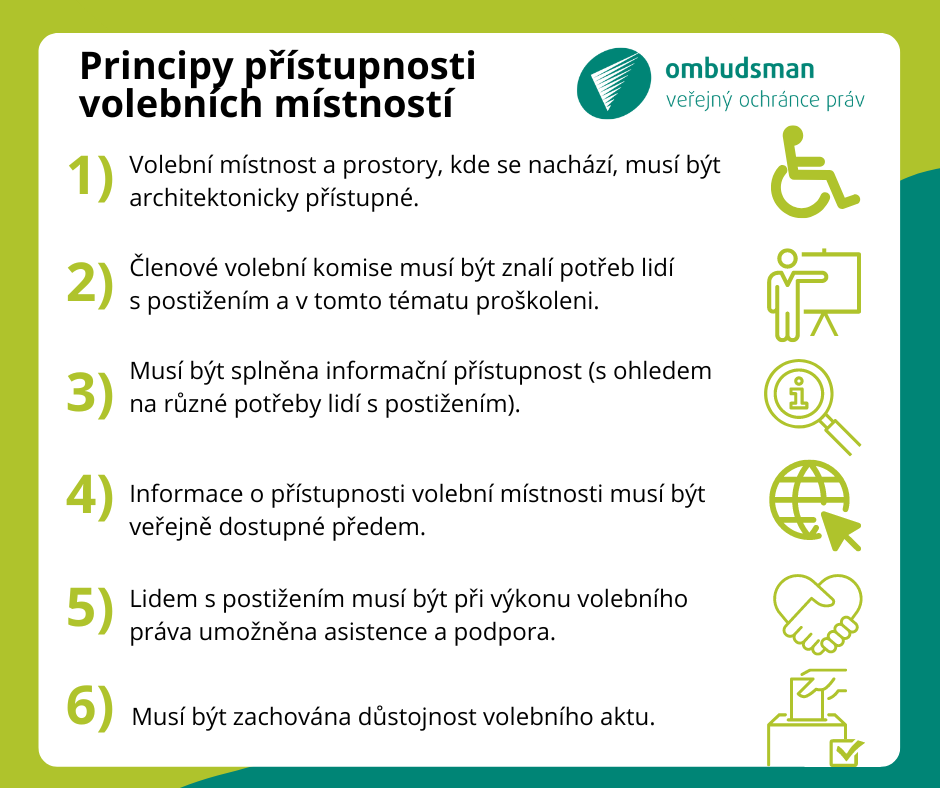 Principy přístupnosti
volebních místností
ombudsman
veřejný ochránce práv
1) Volební místnost a prostory, kde se nachází, musí být
architektonicky přístupné.
2) Členové volební komise musí být znalí potřeb lidí
s postižením a v tomto tématu proškoleni.
3) Musí být splněna informační přístupnost (s ohledem
na různé potřeby lidí s postižením).
4) Informace o přístupnosti volební místnosti musí být
veřejně dostupné předem.
5) Lidem s postižením musí být při výkonu volebního
práva umožněna asistence a podpora.
6) Musí být zachována důstojnost volebního aktu.
i